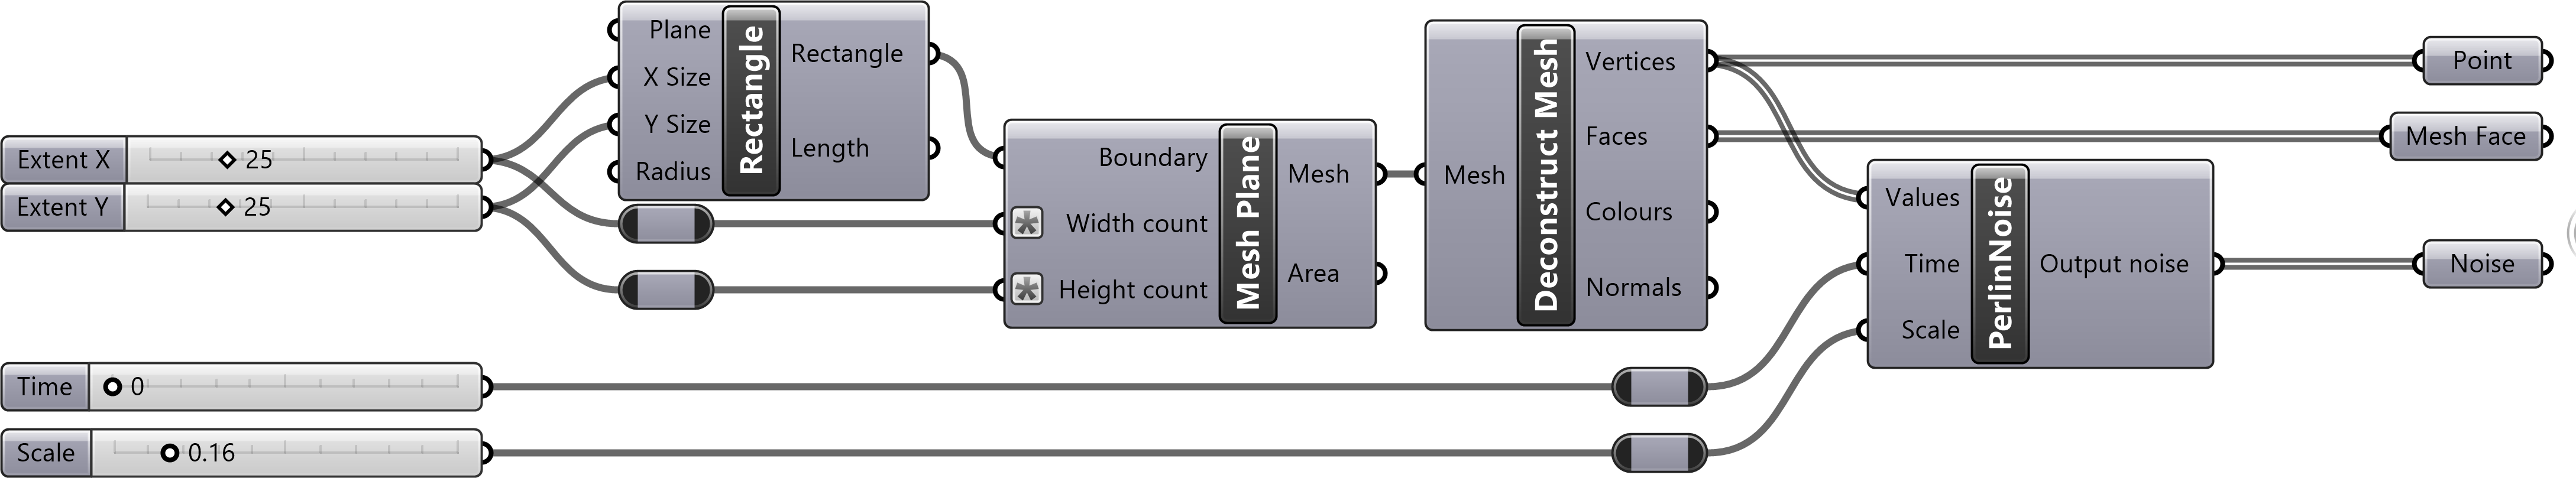 Extent X 25
Extent Y 25
Time 0
Scale 0.16
Plane
X Size
Y Size
Radius
Rectangle
Rectangle
Length
Boundary
Width count
Height count
Mesh Plane
Mesh
Area
Mesh
Deconstruct Mesh
Vertices
Faces
Colours
Normals
Values
Time
Scale
PerlinNoise
Output noise
Point
Mesh Face
Noise